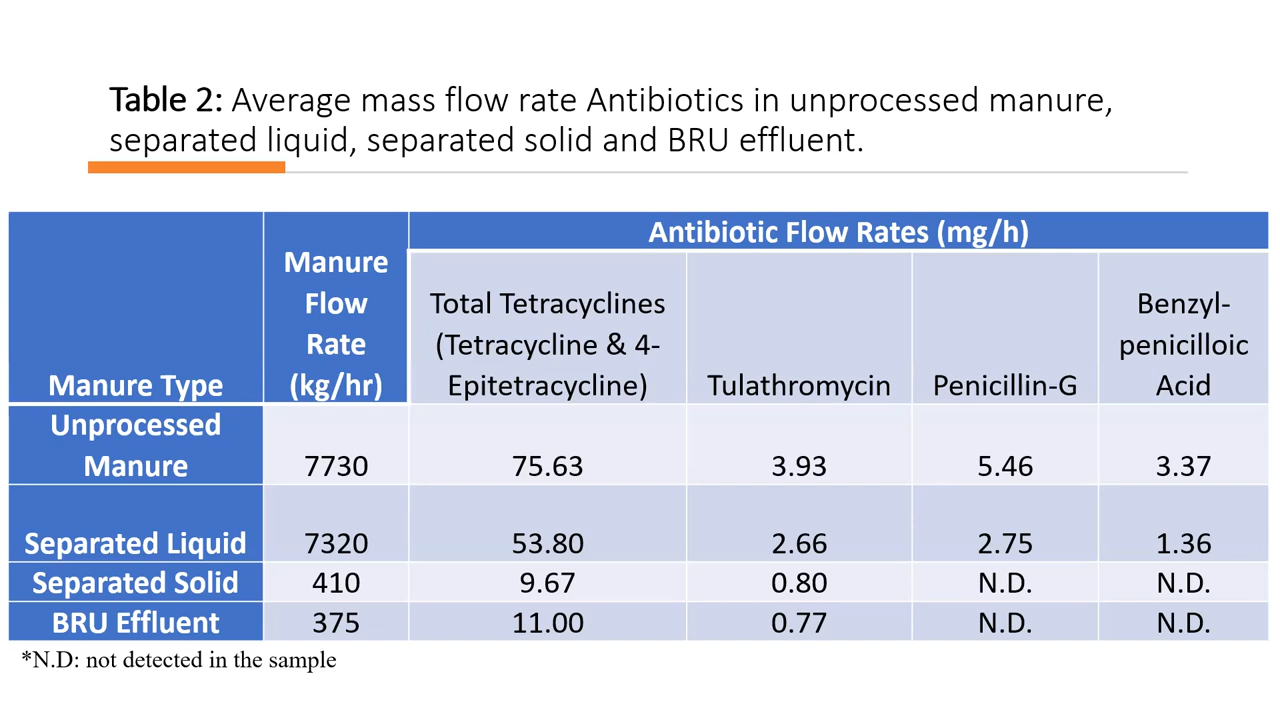 Table 2: Average mass flow rate Antibiotics in unprocessed manure,
separated liquid, separated solid and BRU effluent.
Manure Type
Manure
Flow
Rate
(kg/hr)
Antibiotic Flow Rates (mg/h)
Total Tetracyclines
(Tetracycline & 4-
Epitetracycline)
Tulathromycin
Penicillin-G
Benzyl-
penicilloic
Acid
Unprocessed
Manure 7730 75.63 3.93 5.46 3.37
Separated Liquid 7320 53.80 2.66 2.75 1.36
Separated Solid 410 9.67 0.80 N.D. N.D.
BRU Effluent 375 11.00 0.77 N.D. N.D.
*N.D: not detected in the sample